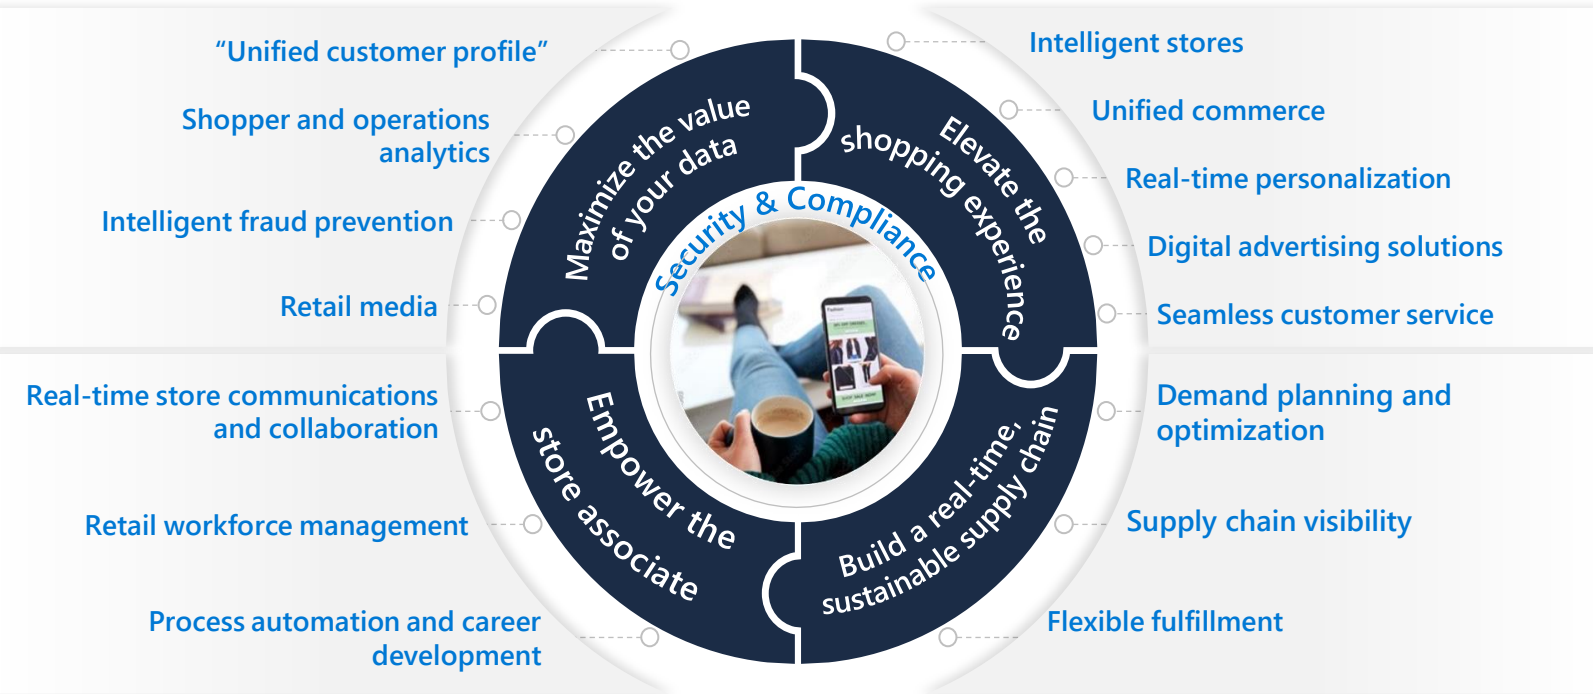 “Unified customer profile”
Shopper and operations
analytics
Intelligent fraud prevention
Retail media
Real-time store communications
and collaboration
Retail workforce management
Process automation and career
development
Maximize the value
of your data
Elevate the
shopping experience
Security & Compliance
Empower the
store associate
Build a real-time,
sustainable supply chain
Intelligent stores
Unified commerce
Real-time personalization
Digital advertising solutions
Seamless customer service
Demand planning and
optimization
Supply chain visibility
Flexible fulfillment